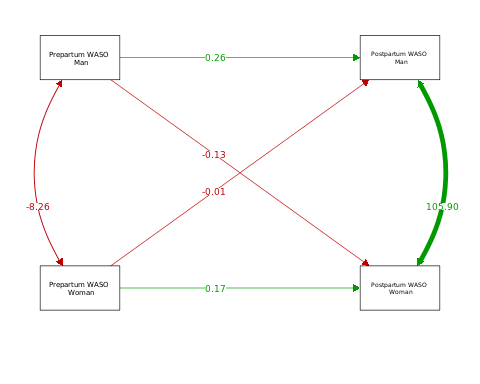 Prepartum WASO
Man
Postpartum WASO
Man
0.26
-0.13
-0.01
-8.26
105.90
Prepartum WASO
Woman
Postpartum WASO
Woman
0.17